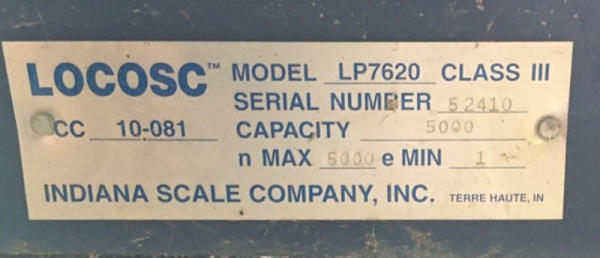 LOCOSC™ MODEL LP7620 CLASS III
SERIAL NUMBER 52410
CC 10-081 CAPACITY 5000
n MAX 5000 e MIN 1
INDIANA SCALE COMPANY, INC. TERRE HAUTE, IN